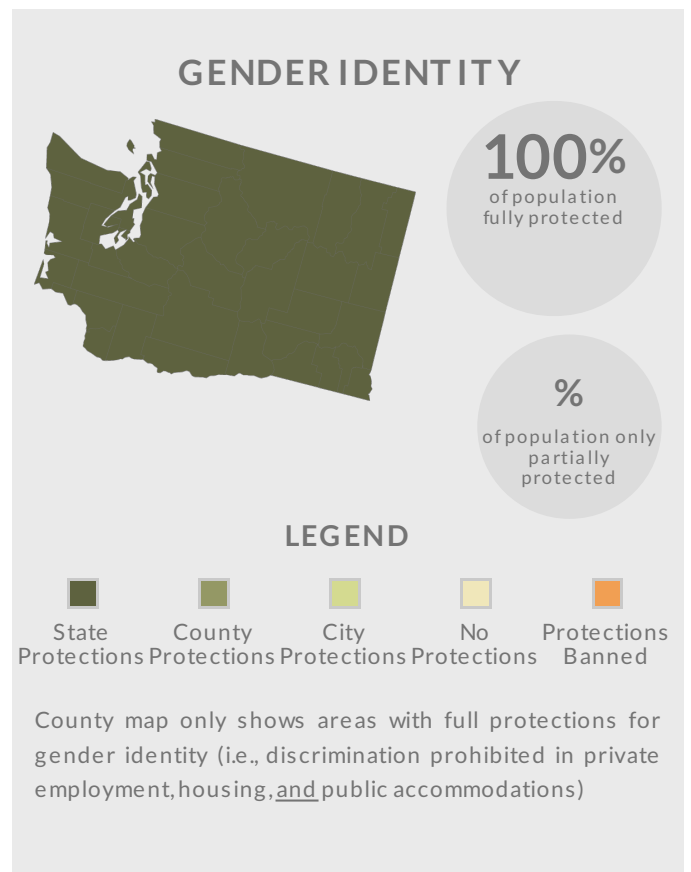 GENDER IDENTITY
100%
of population
fully protected
%
of population only
partially
protected
LEGEND
State
Protections
County
Protections
City
Protections
No
Protections
Protections
Banned
County map only shows areas with full protections for
gender identity (i.e., discrimination prohibited in private
employment, housing, and public accommodations)